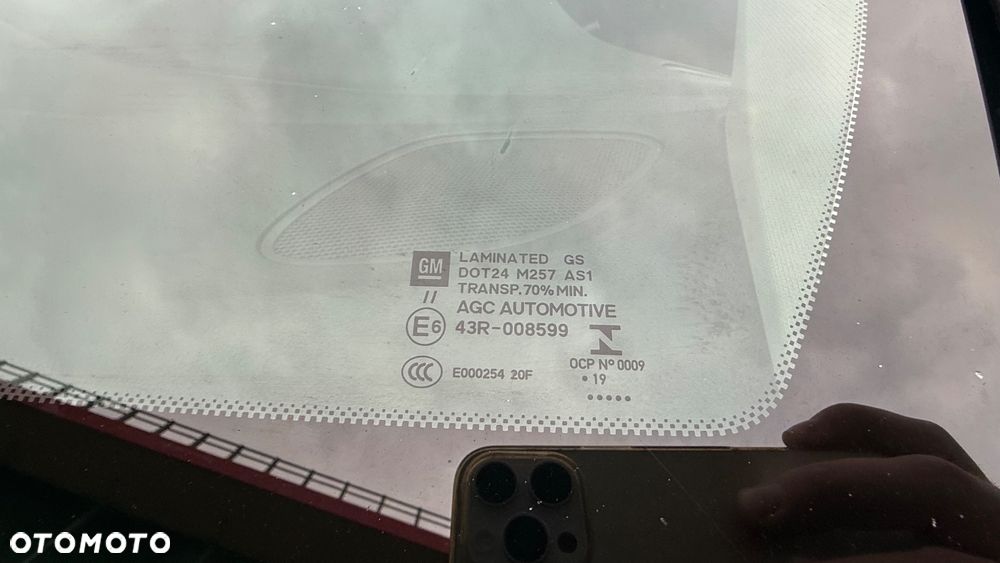 GM
LAMINATED GS
DOT24 M257 AS1
TRANSP.70%MIN.
//
AGC AUTOMOTIVE
E6
43R-008599
CCC
E000254 20F
OCP Nº 0009
• 19
•••••
OTOMOTO